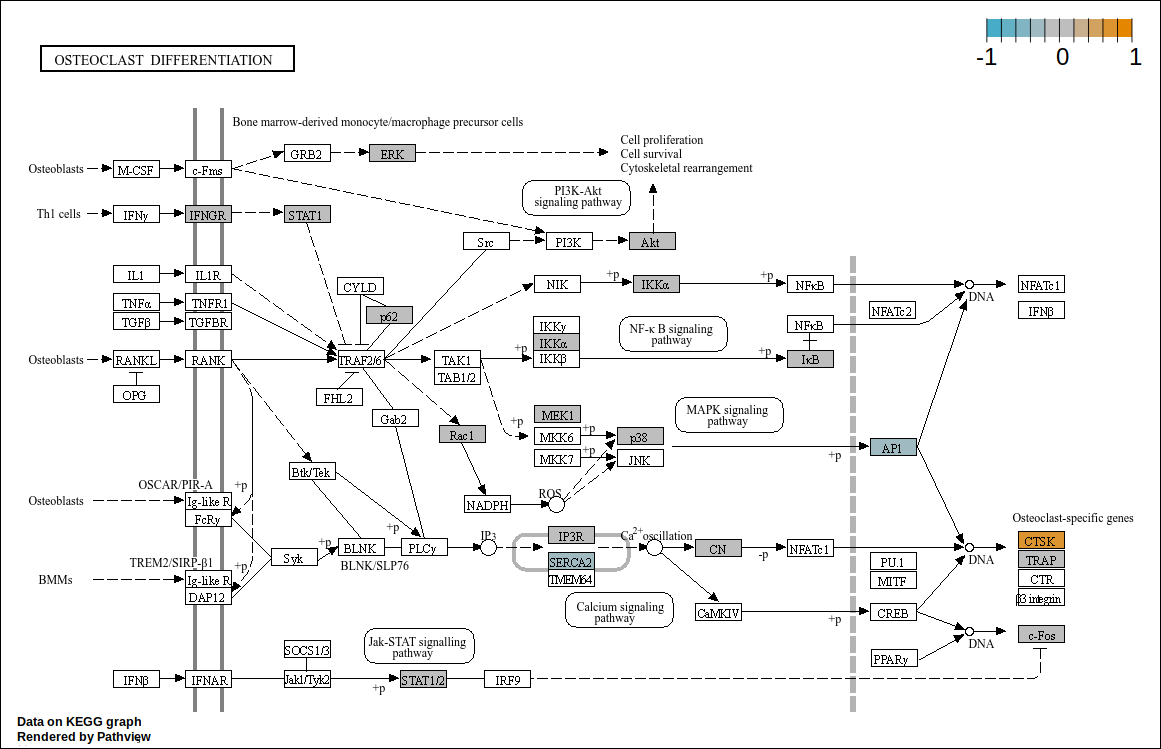 -1 0 1
OSTEOCLAST DIFFERENTIATION
Bone marrow-derived monocyte/macrophage precursor cells
Cell proliferation
Cell survival
Cytoskeletal rearrangement
GRB2 ERK
Osteoblasts M-CSF c-Fms
PI3K-Akt
signaling pathway
Th1 cells IFNγ IFNGR STAT1
Src PI3K Akt
IL1 IL1R
+p +p
NIK IKKα NFκB
DNA
NFATc1
CYLD
TNFα TNFR1
TGFβ TGFBR
p62
NFATc2
IFNβ
IKKγ
IKKα
IKKβ
NF-κ B signaling
pathway
NFκB
IκB
+p +p
Osteoblasts RANKL RANK TRAF2/6 TAK1
TAB1/2
OPG
FHL2
Gab2
MEK1
MAPK signaling
pathway
+p
Rac1
MKK6 +p p38
MKK7 +p JNK
+p
AP1
Btk/Tek
OSCAR/PIR-A +p
Osteoblasts Ig-like R
FcRγ
NADPH ROS
Osteoclast-specific genes
+p
IP3
IP3R
Ca2+ oscillation
Syk +p BLNK PLCγ
BLNK/SLP76
SERCA2
TMEM64
CN -p NFATc1
DNA
CTSK
TRAP
CTR
β3 integrin
PU.1
MITF
TREM2/SIRP-β1 +p
BMMs Ig-like R
DAP12
Calcium signaling
pathway
CaMKIV +p CREB
DNA
c-Fos
SOCS1/3
Jak-STAT signalling
pathway
PPARγ
IFNβ IFNAR Jak1/Tyk2 +p STAT1/2 IRF9
Data on KEGG graph
Rendered by Pathview